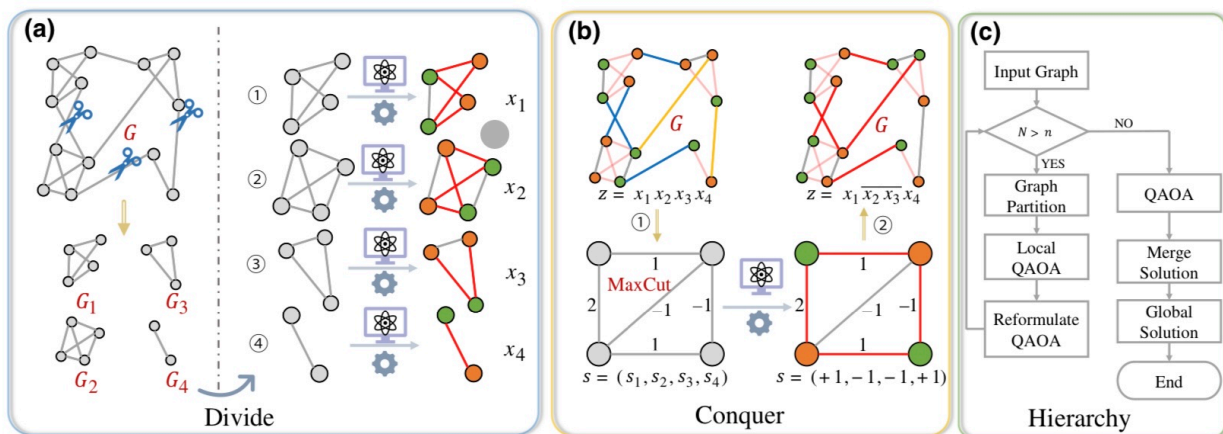 (a)
G
G₁
G₃
G₂
G₄
①
x₁
②
x₂
③
x₃
④
x₄
Divide
(b)
G
z = x₁ x₂ x₃ x₄
①
1
2
MaxCut
−1
−1
1
s = (s₁, s₂, s₃, s₄)
G
z = x₁ x̅₂ x̅₃ x₄
②
1
2
−1
−1
1
s = (+1, −1, −1, +1)
Conquer
(c)
Input Graph
N > n
NO
YES
Graph
Partition
Local
QAOA
Reformulate
QAOA
QAOA
Merge
Solution
Global
Solution
End
Hierarchy